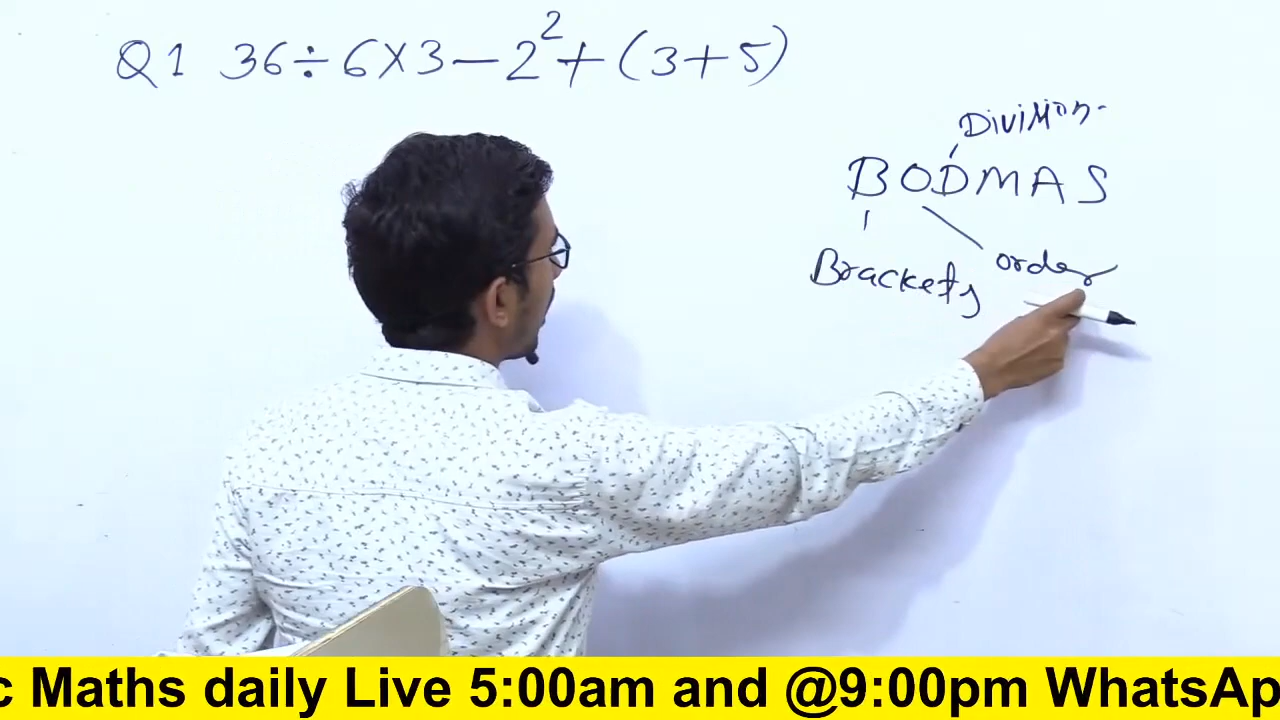 Q1 36÷6×3-2²+(3+5)
Division
BODMAS
Brackets
order
c Maths daily Live 5:00am and @9:00pm WhatsAp